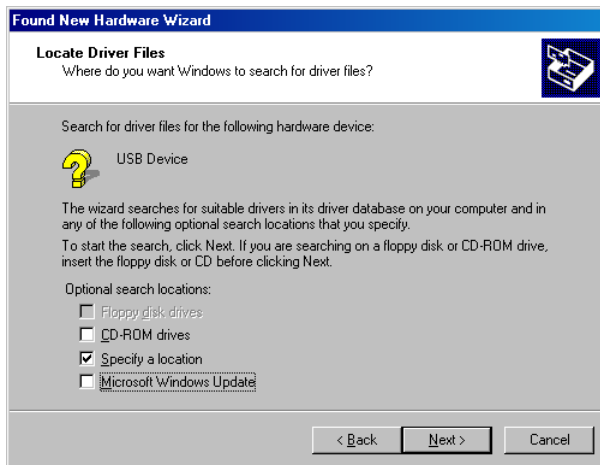 Found New Hardware Wizard
Locate Driver Files
Where do you want Windows to search for driver files?
Search for driver files for the following hardware device:
USB Device
The wizard searches for suitable drivers in its driver database on your computer and in
any of the following optional search locations that you specify.
To start the search, click Next. If you are searching on a floppy disk or CD-ROM drive,
insert the floppy disk or CD before clicking Next.
Optional search locations:
Floppy disk drives
CD-ROM drives
Specify a location
Microsoft Windows Update
< Back Next > Cancel